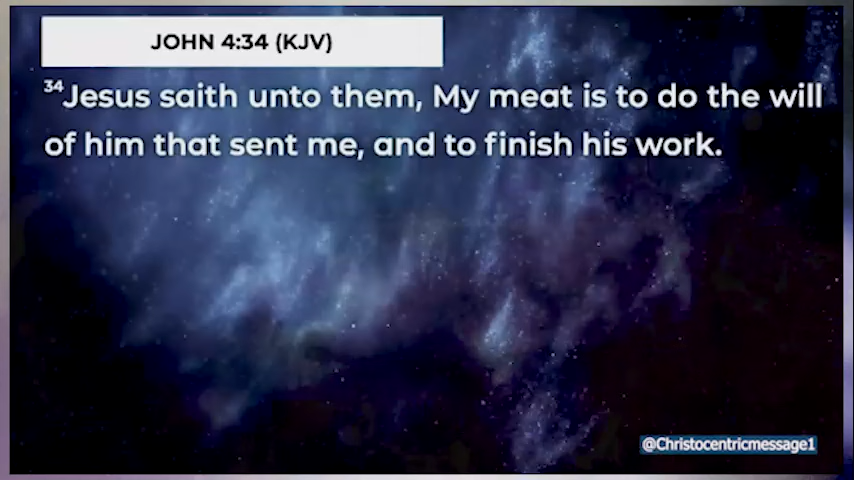 JOHN 4:34 (KJV)
34Jesus saith unto them, My meat is to do the will
of him that sent me, and to finish his work.
@Christocentricmessage1